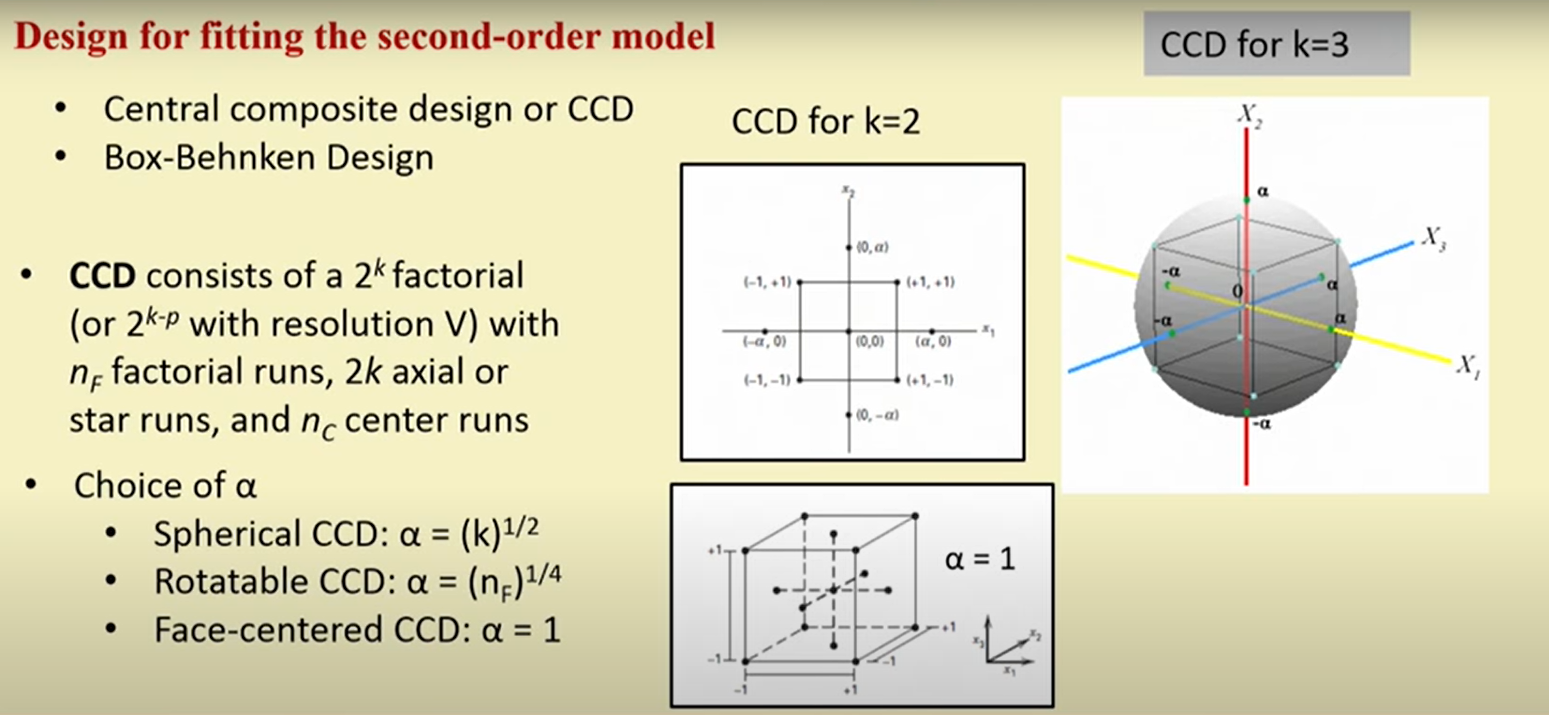 Design for fitting the second-order model
• Central composite design or CCD
• Box-Behnken Design
• CCD consists of a 2ᵏ factorial
(or 2ᵏ⁻ᵖ with resolution V) with
n_F factorial runs, 2k axial or
star runs, and n_C center runs
• Choice of α
• Spherical CCD: α = (k)¹/²
• Rotatable CCD: α = (n_F)¹/⁴
• Face-centered CCD: α = 1
CCD for k=2
x₂
(0, α)
(-1, +1) (+1, +1)
(-α, 0) (0,0) (α, 0) x₁
(-1, -1) (+1, -1)
(0, -α)
α = 1
+1
-1
-1
+1
-1
+1
x₃
x₂
x₁
CCD for k=3
X₂
α
X₃
-α
0
α
-α
α
X₁
-α